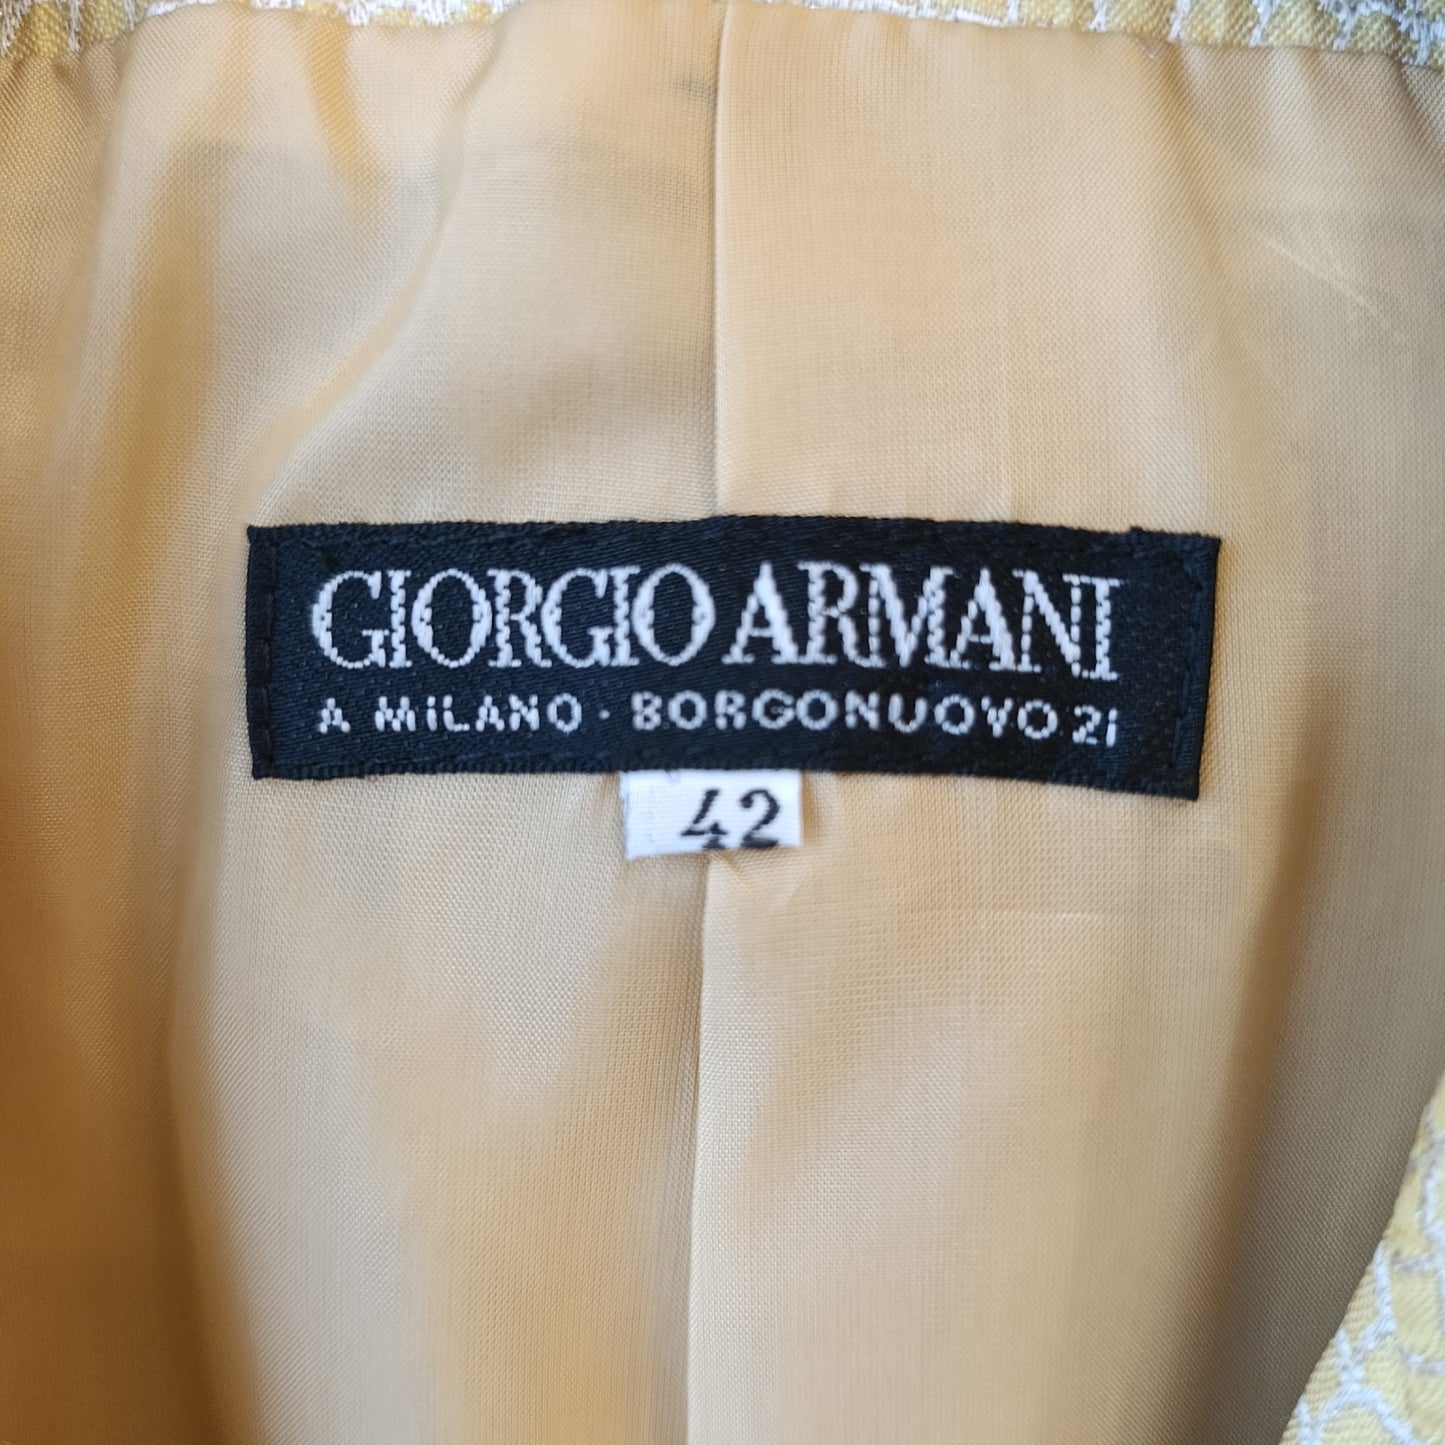 GIORGIO ARMANI
A MILANO · BORGONUOVO 21
42